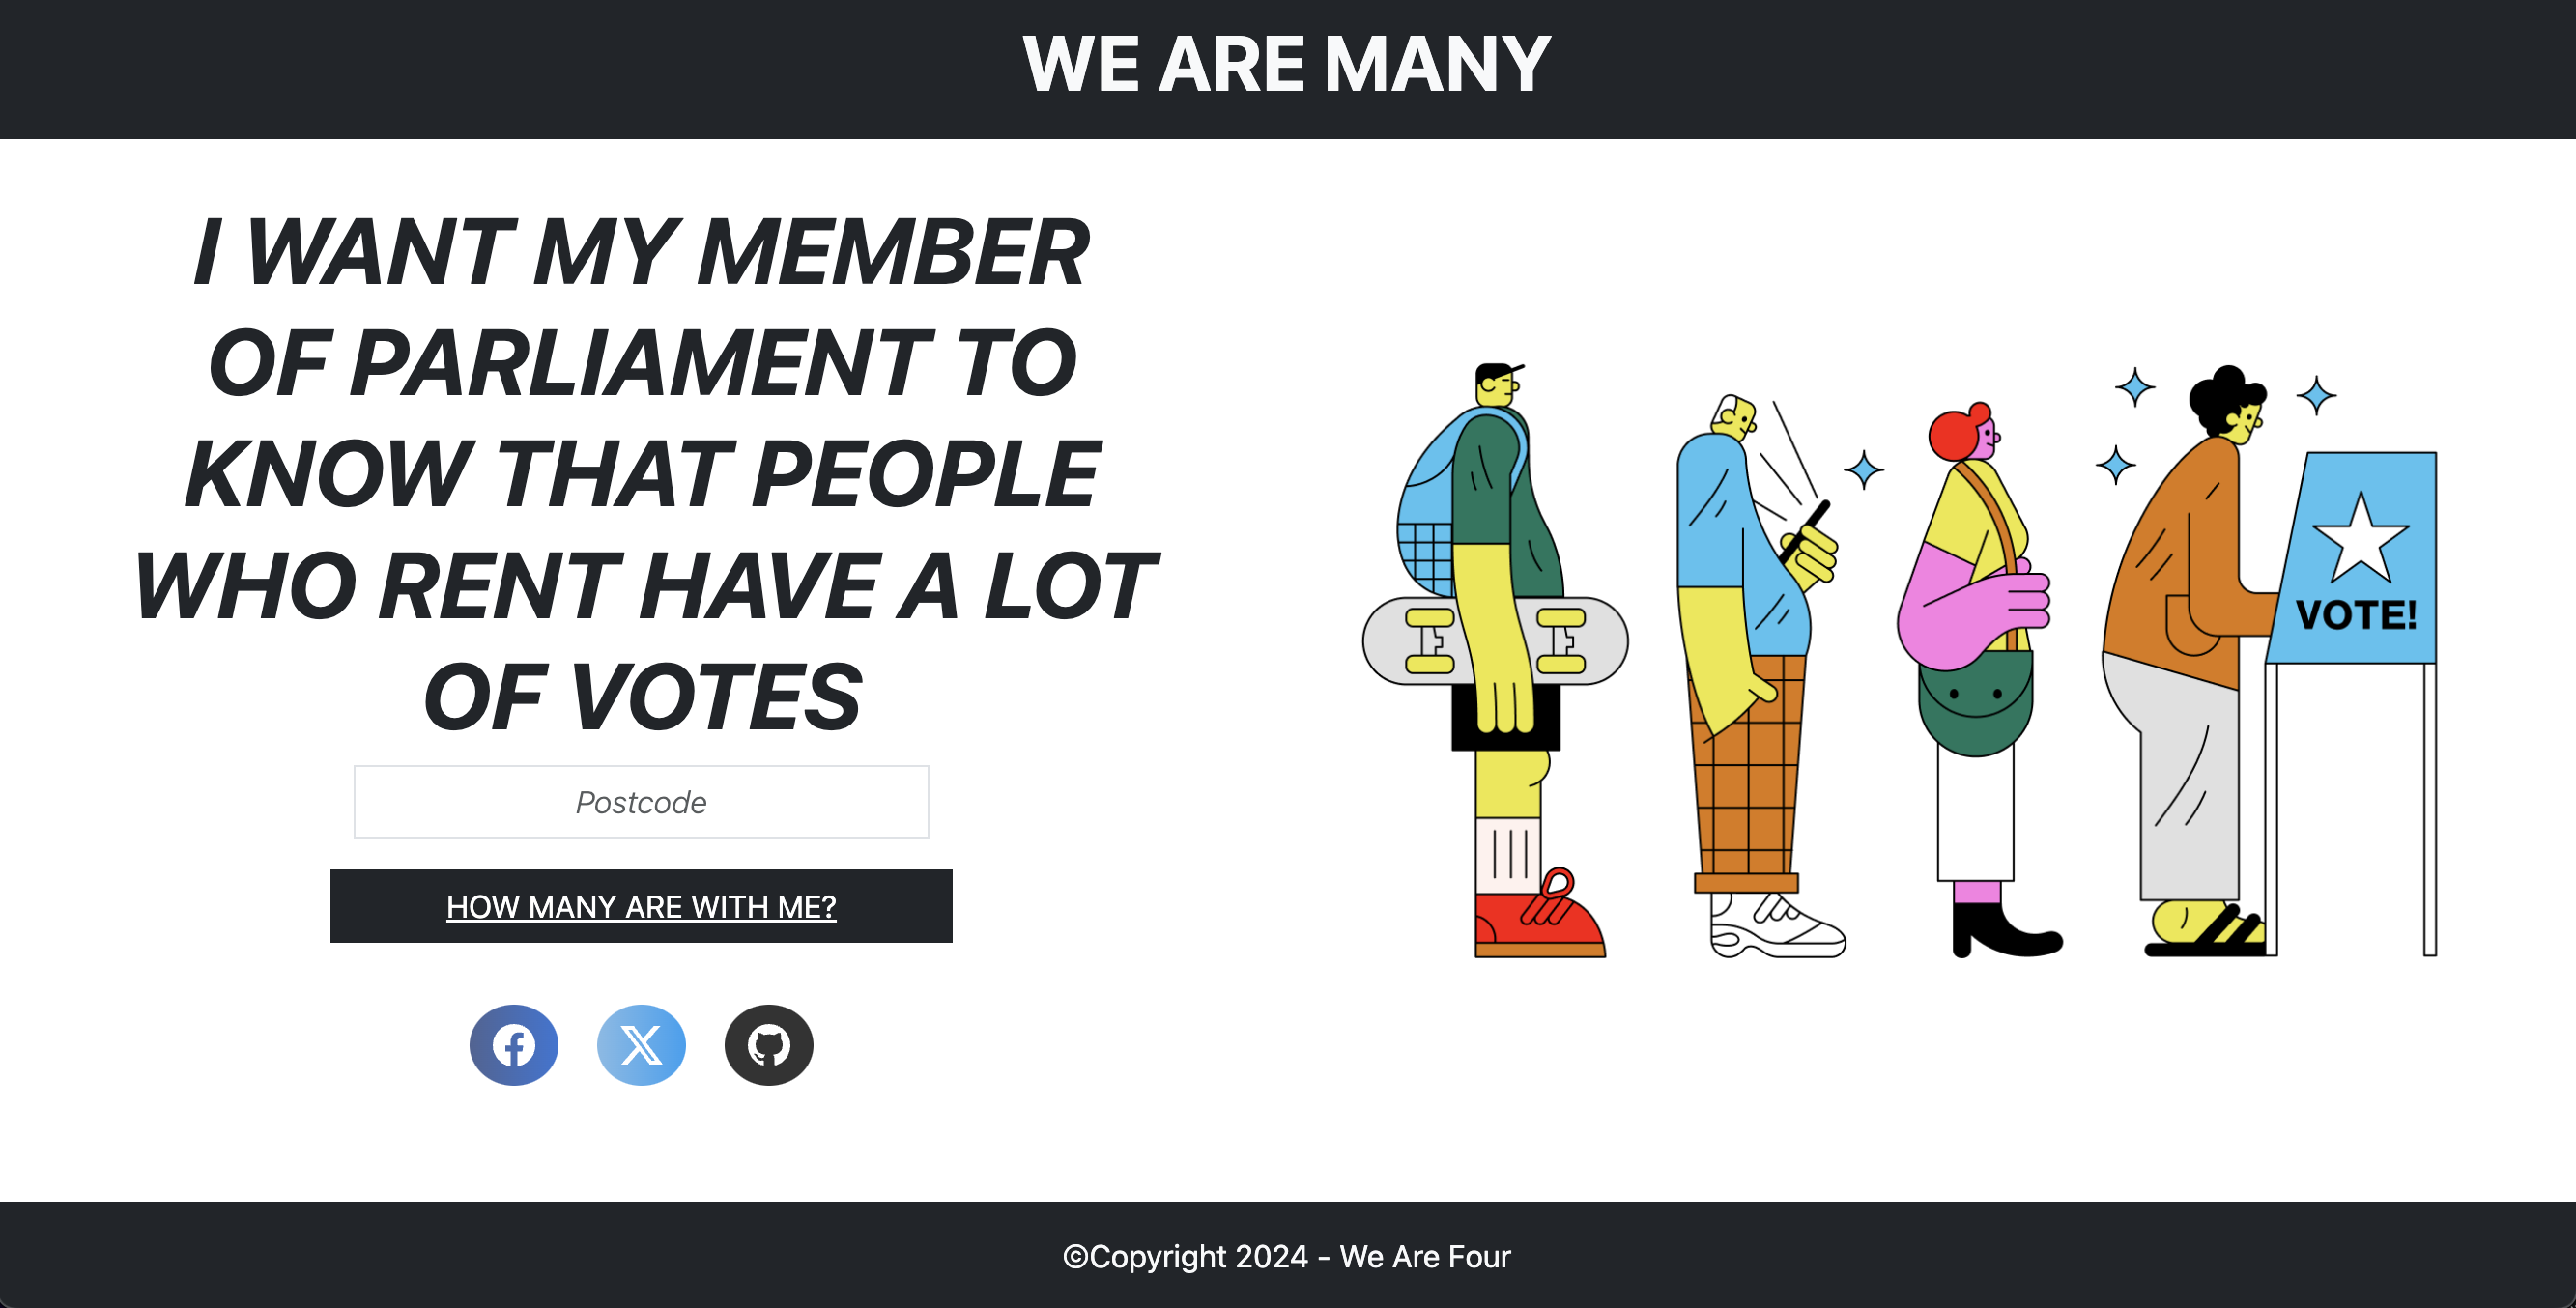 WE ARE MANY
I WANT MY MEMBER
OF PARLIAMENT TO
KNOW THAT PEOPLE
WHO RENT HAVE A LOT
OF VOTES
Postcode
HOW MANY ARE WITH ME?
VOTE!
©Copyright 2024 - We Are Four